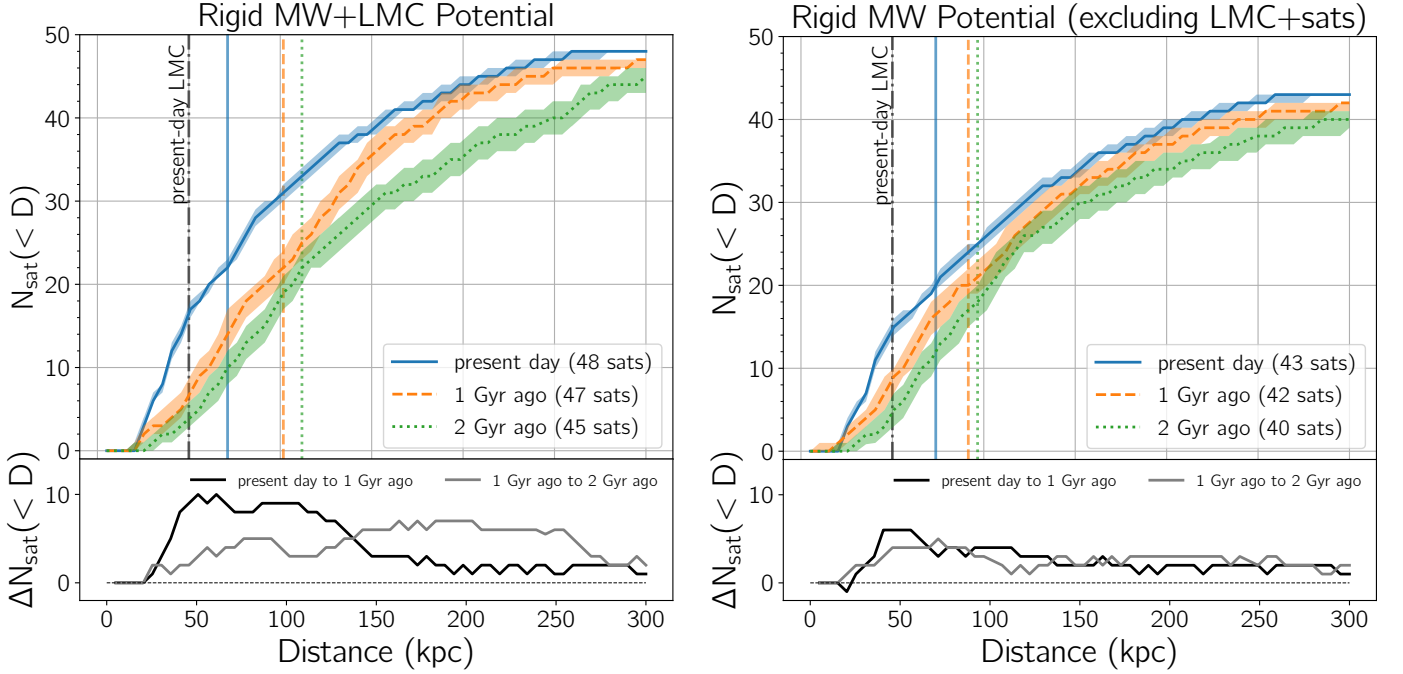 Rigid MW+LMC Potential
50
40
30
20
10
0
N_sat(< D)
present-day LMC
present day (48 sats)
1 Gyr ago (47 sats)
2 Gyr ago (45 sats)
10
0
ΔN_sat(< D)
present day to 1 Gyr ago
1 Gyr ago to 2 Gyr ago
0
50
100
150
200
250
300
Distance (kpc)
Rigid MW Potential (excluding LMC+sats)
50
40
30
20
10
0
N_sat(< D)
present-day LMC
present day (43 sats)
1 Gyr ago (42 sats)
2 Gyr ago (40 sats)
10
0
ΔN_sat(< D)
present day to 1 Gyr ago
1 Gyr ago to 2 Gyr ago
0
50
100
150
200
250
300
Distance (kpc)